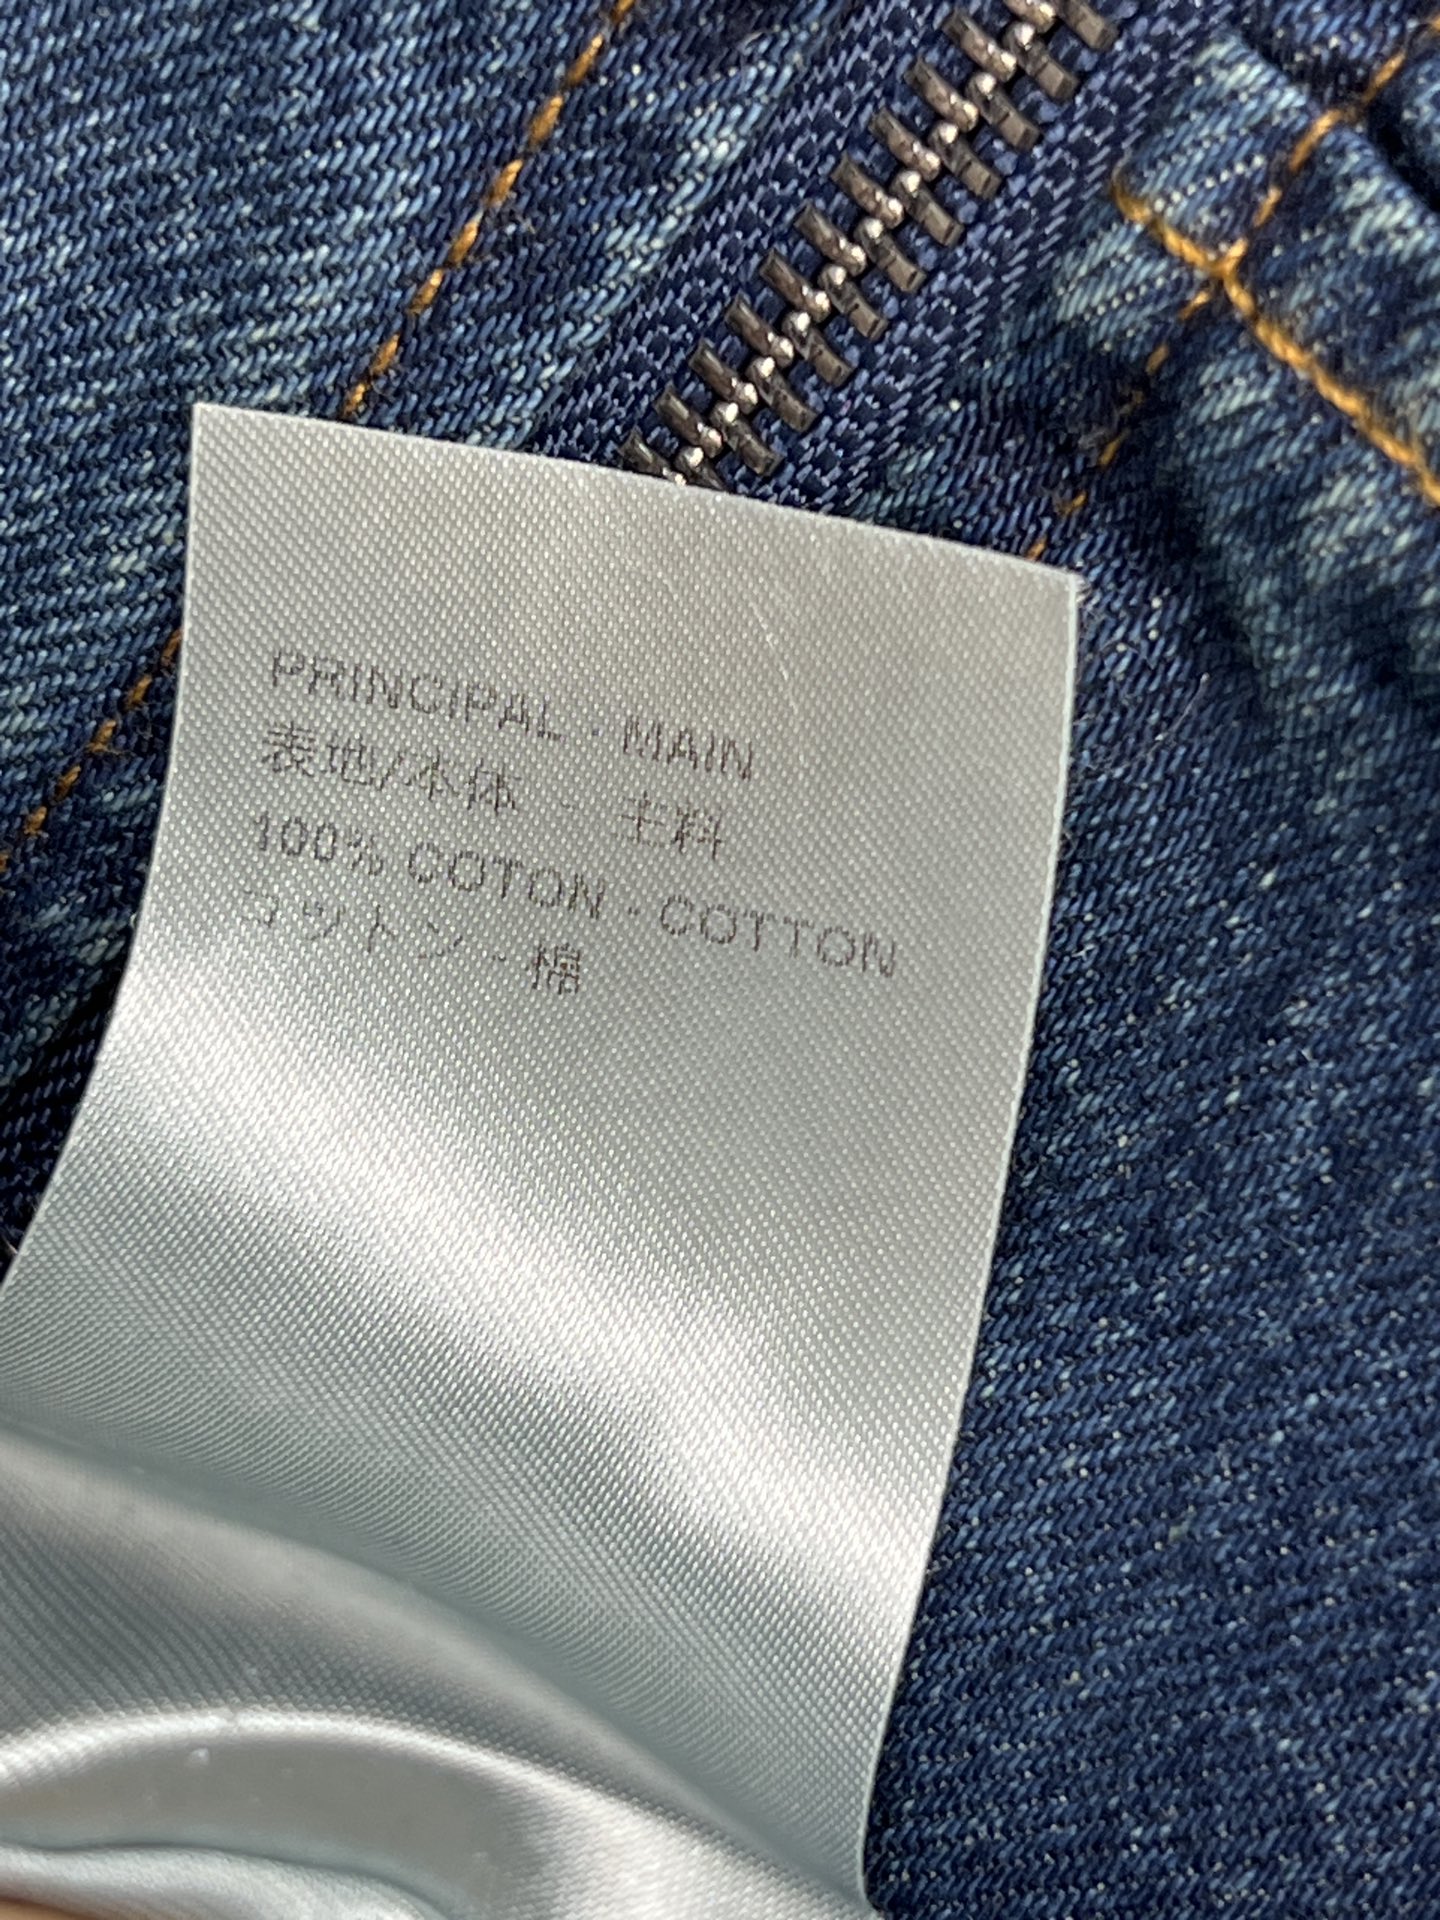 PRINCIPAL - MAIN
表地/本体 - 主料
100% COTON - COTTON
コットン - 棉